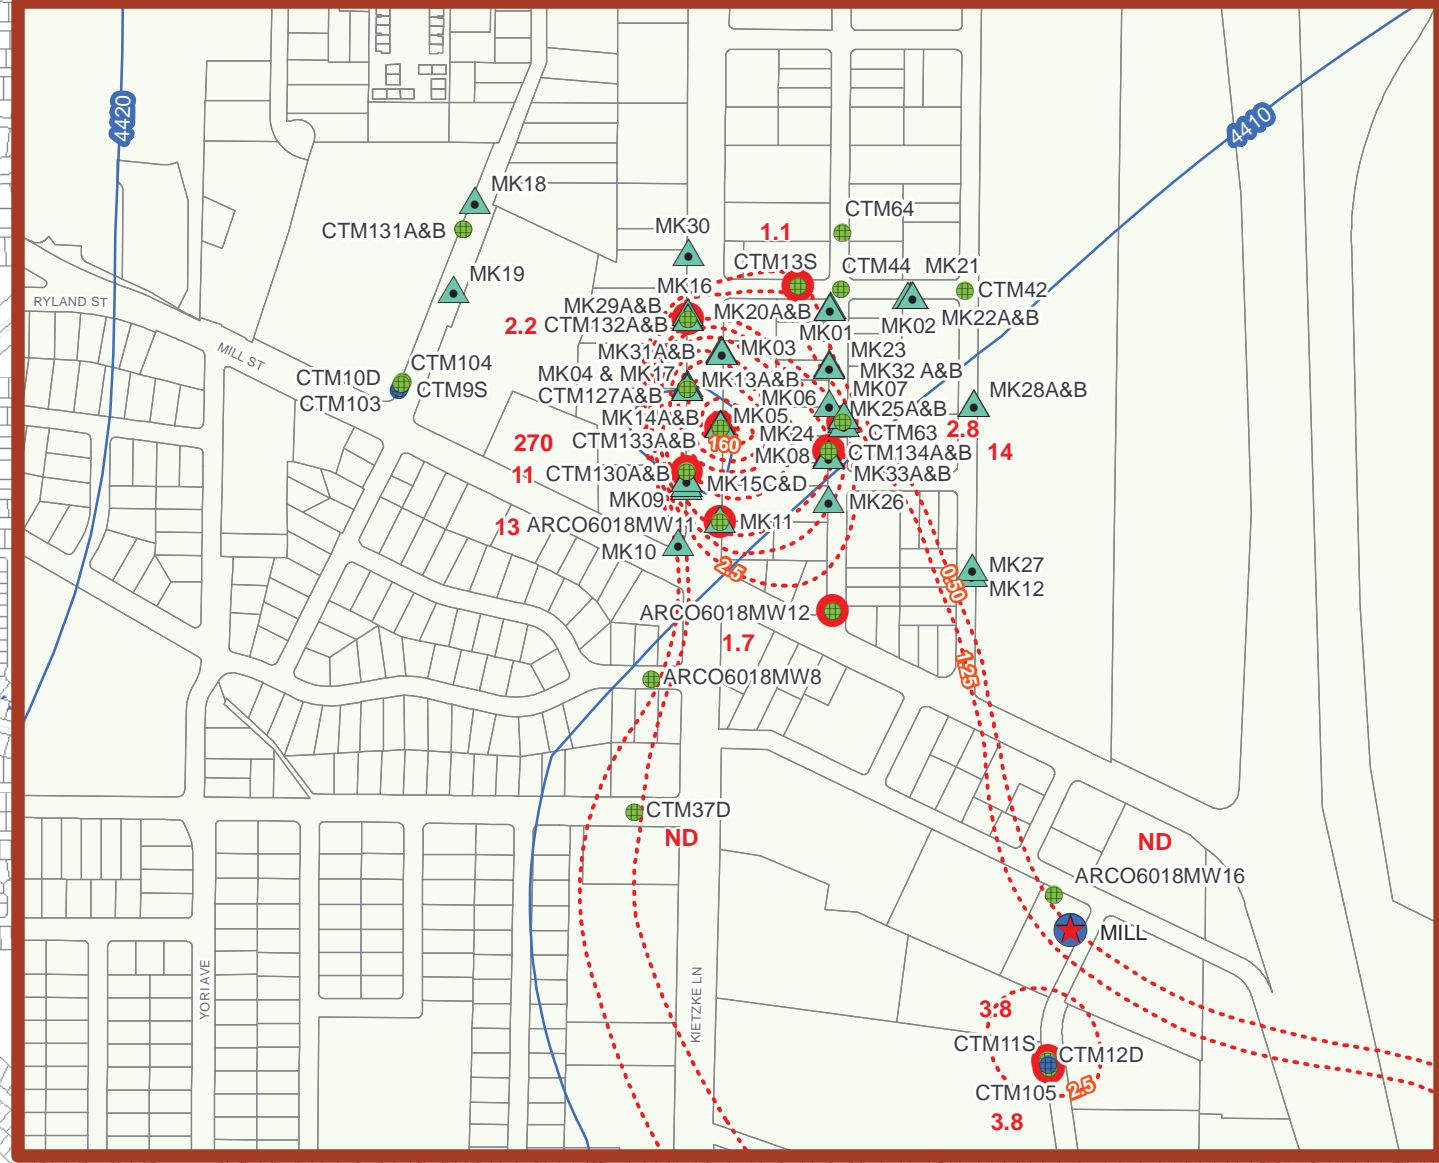 4420
4410
MK18
CTM131A&B
MK19
RYLAND ST
MILL ST
CTM104
CTM10D
CTM9S
CTM103
CTM64
MK30
1.1
CTM13S
CTM44
MK21
MK16
CTM42
MK29A&B
MK20A&B
MK22A&B
2.2
CTM132A&B
MK01
MK02
MK31A&B
MK03
MK23
MK04 & MK17
MK32 A&B
MK13A&B
CTM127A&B
MK06
MK07
MK28A&B
MK14A&B
MK05
MK25A&B
270
CTM133A&B
160
MK24
CTM63
2.8
MK08
CTM134A&B
14
11
CTM130A&B
MK15C&D
MK33A&B
MK09
MK26
13
ARCO6018MW11
MK11
MK10
2.5
0.50
MK27
MK12
ARCO6018MW12
1.7
1.25
ARCO6018MW8
CTM37D
ND
ND
ARCO6018MW16
MILL
YORI AVE
KIETZKE LN
3.8
CTM11S
CTM12D
CTM105
2.5
3.8